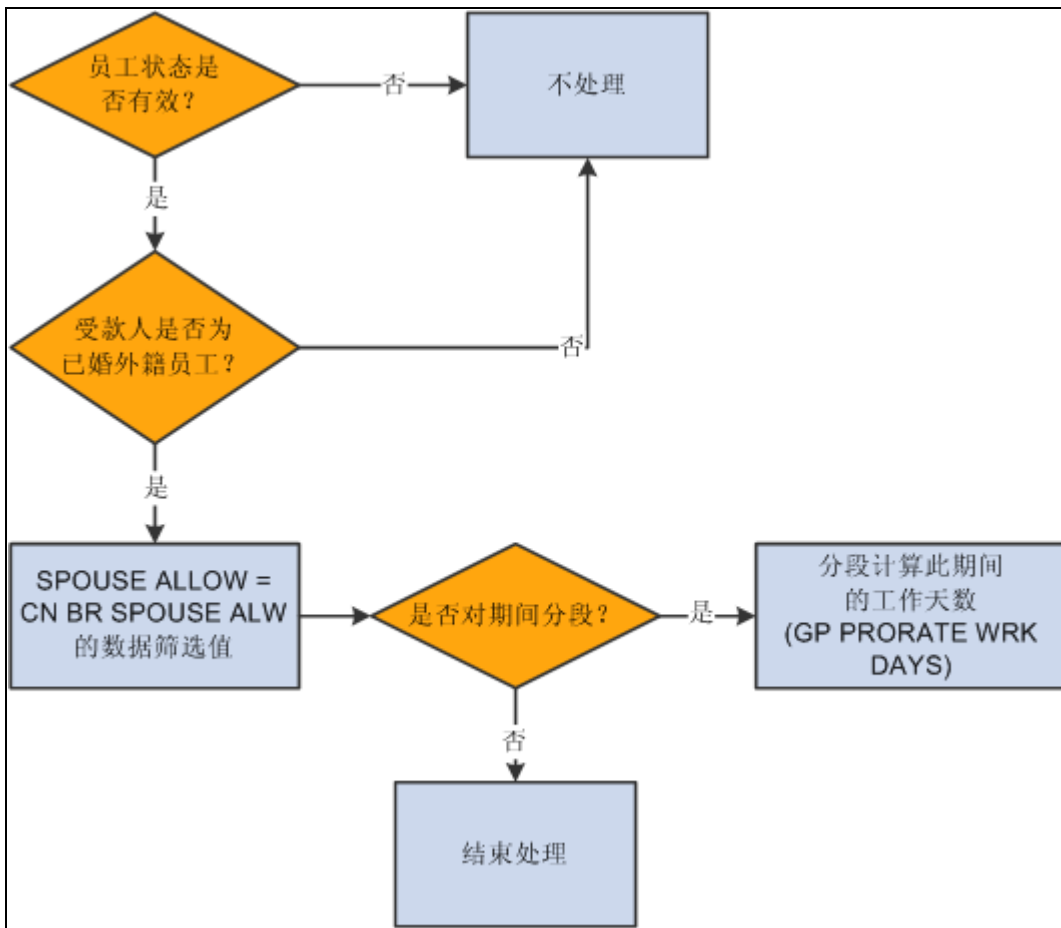 员工状态是
否有效？
否
不处理
是
受款人是否为
已婚外籍员工？
否
是
SPOUSE ALLOW =
CN BR SPOUSE ALW
的数据筛选值
是否对期间分段？
是
分段计算此期间
的工作天数
(GP PRORATE WRK
DAYS)
否
结束处理